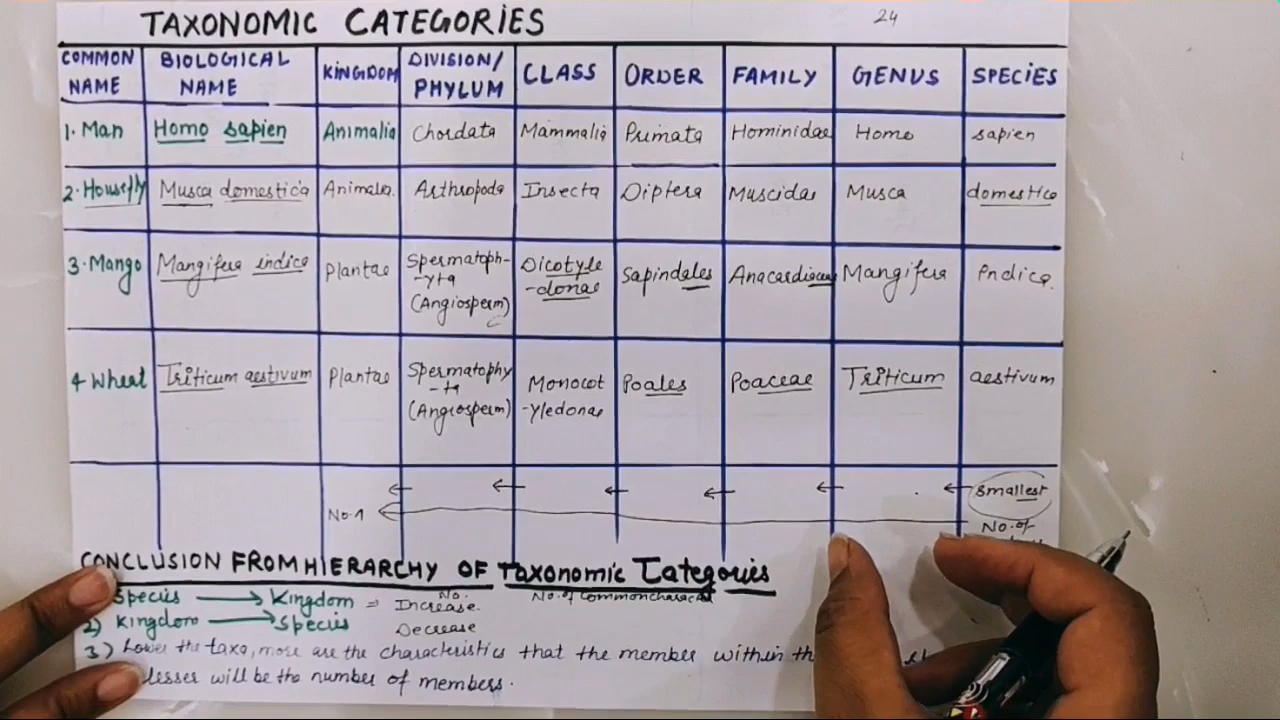 TAXONOMIC CATEGORIES 24
COMMON NAME BIOLOGICAL NAME KINGDOM DIVISION/ PHYLUM CLASS ORDER FAMILY GENUS SPECIES
1. Man Homo sapien Animalia Chordata Mammalia Primata Hominidae Homo sapien
2. Housefly Musca domestica Animalia. Arthropoda Insecta Diptera Muscidae Musca domestica
3. Mango Mangifera indica Plantae Spermatoph--yta (Angiosperm) Dicotyle-donae Sapindales Anacardiaceae Mangifera Indica.
4 Wheat Triticum aestivum Plantae Spermatophy-ta (Angiosperm) Monocot-yledonae Poales Poaceae Triticum aestivum
← ← ← ← ← ← smallest
No.↑ No. of
CONCLUSION FROM HIERARCHY OF Taxonomic Categories
Species → Kingdom = No. Increase. No. of common
2) Kingdom → Species Decrease
3) Lower the taxa, more are the characteristics that the member within
lesser will be the number of members.